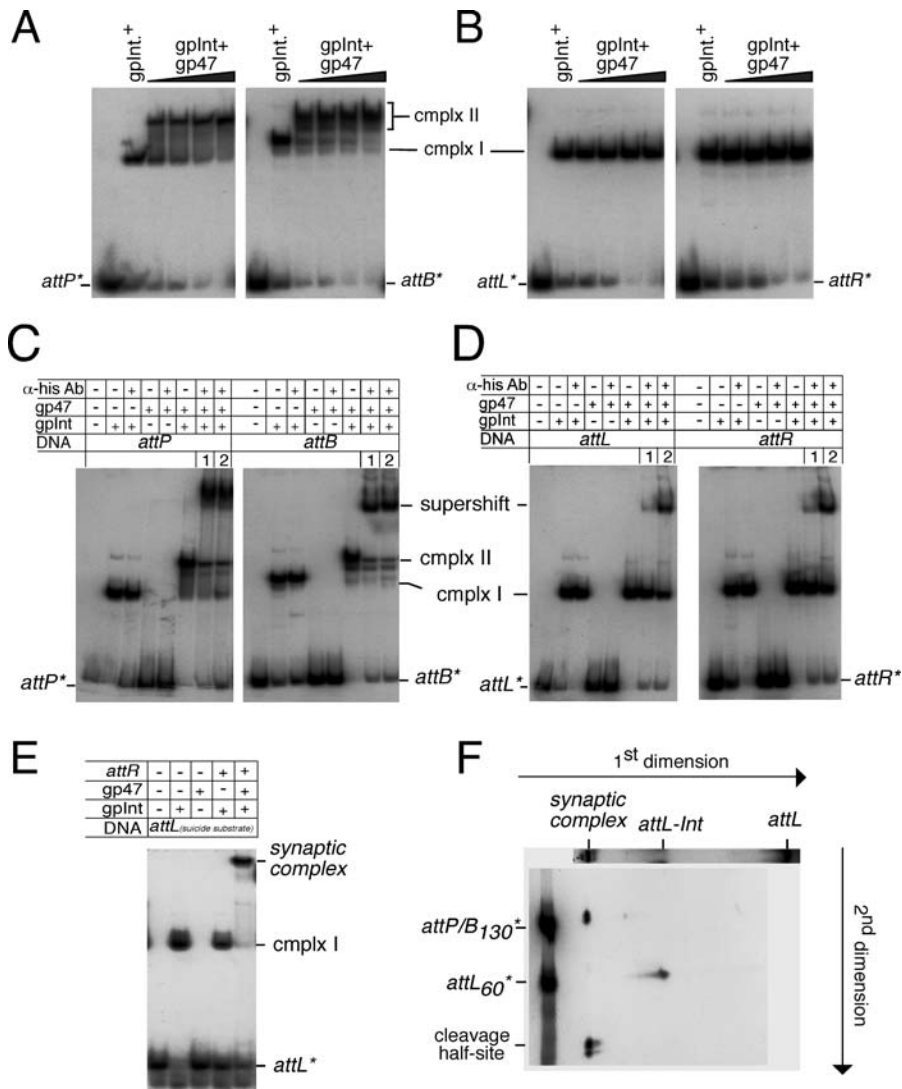 A
gpInt. +
gpInt+
gp47
gpInt. +
gpInt+
gp47
cmplx II
cmplx I
attP*
attB*
B
gpInt. +
gpInt+
gp47
gpInt. +
gpInt+
gp47
attL*
attR*
C
α-his Ab - - + - + - + + - - + - + - + +
gp47 - - - + + + + + - - - + + + + +
gpInt - + + - - + + + - + + - - + + +
DNA attP attB
1 2 1 2
supershift
cmplx II
cmplx I
attP*
attB*
D
α-his Ab - - + - + - + + - - + - + - + +
gp47 - - - + + + + + - - - + + + + +
gpInt - + + - - + + + - + + - - + + +
DNA attL attR
1 2 1 2
attL*
attR*
E
attR - - - + +
gp47 - - + - +
gpInt - + - + +
DNA attL(suicide substrate)
synaptic
complex
cmplx I
attL*
F
1st dimension
synaptic
complex
attL-Int
attL
attP/B130*
attL60*
cleavage
half-site
2nd dimension